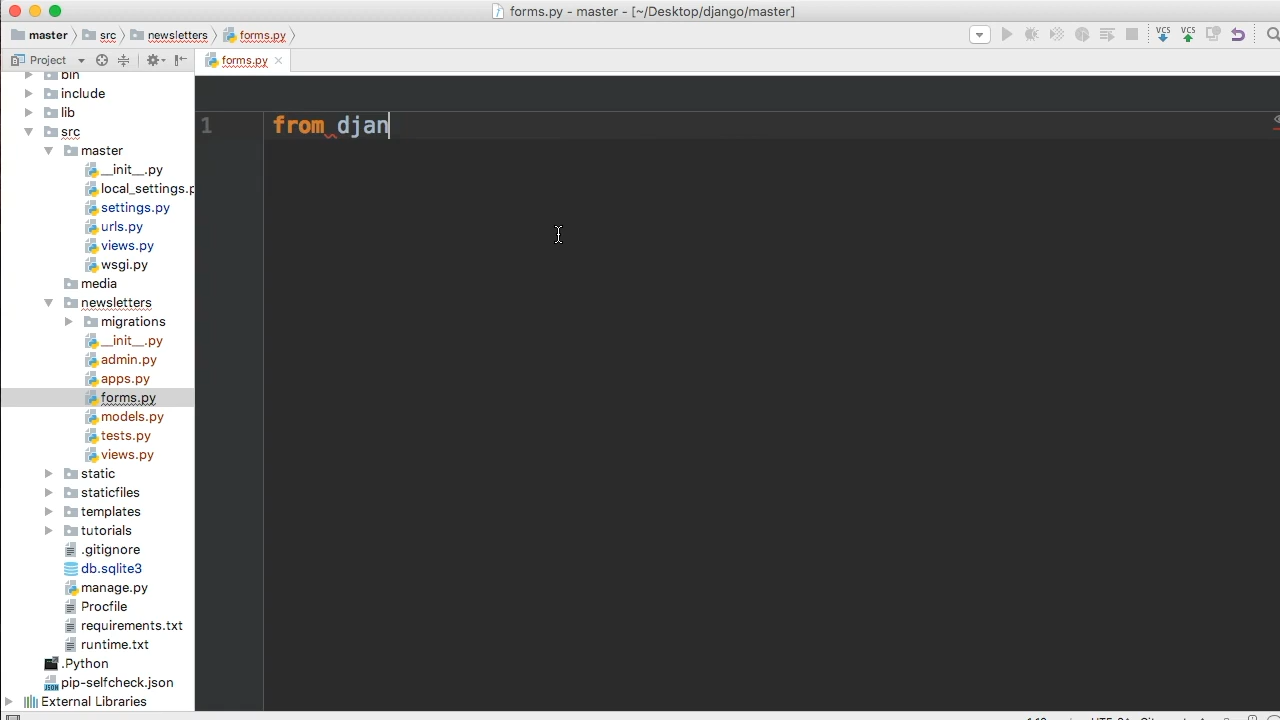 forms.py - master - [~/Desktop/django/master]
master src newsletters forms.py
Project forms.py
bin
include
lib
src
master
__init__.py
local_settings.p
settings.py
urls.py
views.py
wsgi.py
media
newsletters
migrations
__init__.py
admin.py
apps.py
forms.py
models.py
tests.py
views.py
static
staticfiles
templates
tutorials
.gitignore
db.sqlite3
manage.py
Procfile
requirements.txt
runtime.txt
.Python
pip-selfcheck.json
External Libraries
VCS VCS
1 from djan